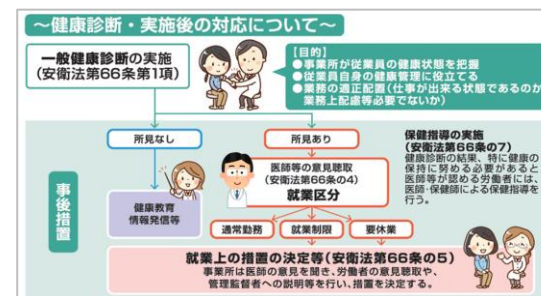 ～健康診断・実施後の対応について～
一般健康診断の実施
(安衛法第66条第1項)
【目的】
●事業所が従業員の健康状態を把握
●従業員自身の健康管理に役立てる
●業務の適正配置(仕事が出来る状態であるのか
業務上配慮等必要でないか)
所見なし
所見あり
保健指導の実施
(安衛法第66条の7)
健康診断の結果、特に健康の
保持に努める必要があると
医師等が認める労働者には、
医師・保健師による保健指導を
行う。
事後措置
健康教育
情報発信等
医師等の意見聴取
(安衛法第66条の4)
就業区分
通常勤務
就業制限
要休業
就業上の措置の決定等(安衛法第66条の5)
事業所は医師の意見を聞き、労働者の意見聴取や、
管理監督者への説明等を行い、措置を決定する。